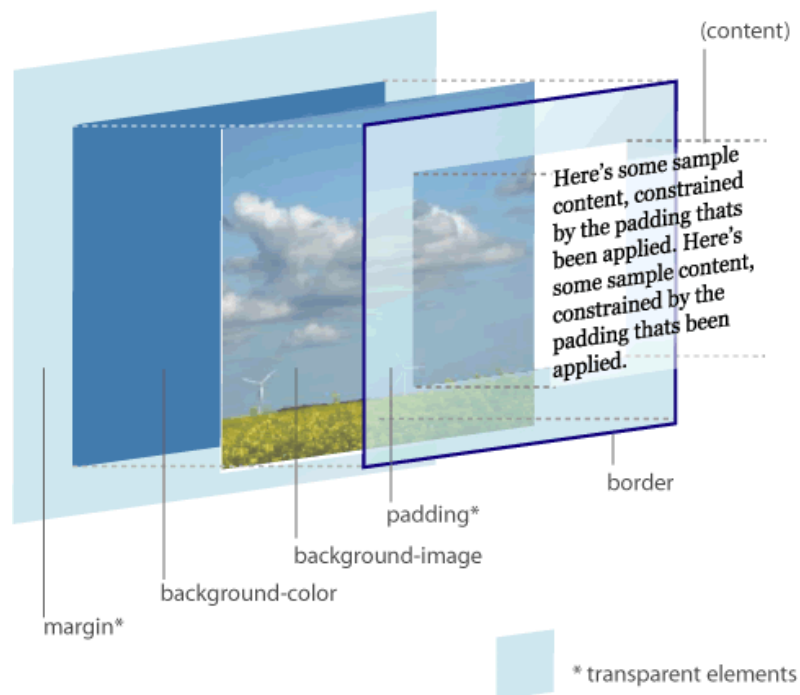 (content)
Here's some sample
content, constrained
by the padding thats
been applied. Here's
some sample content,
constrained by the
padding thats been
applied.
border
padding*
background-image
background-color
margin*
* transparent elements